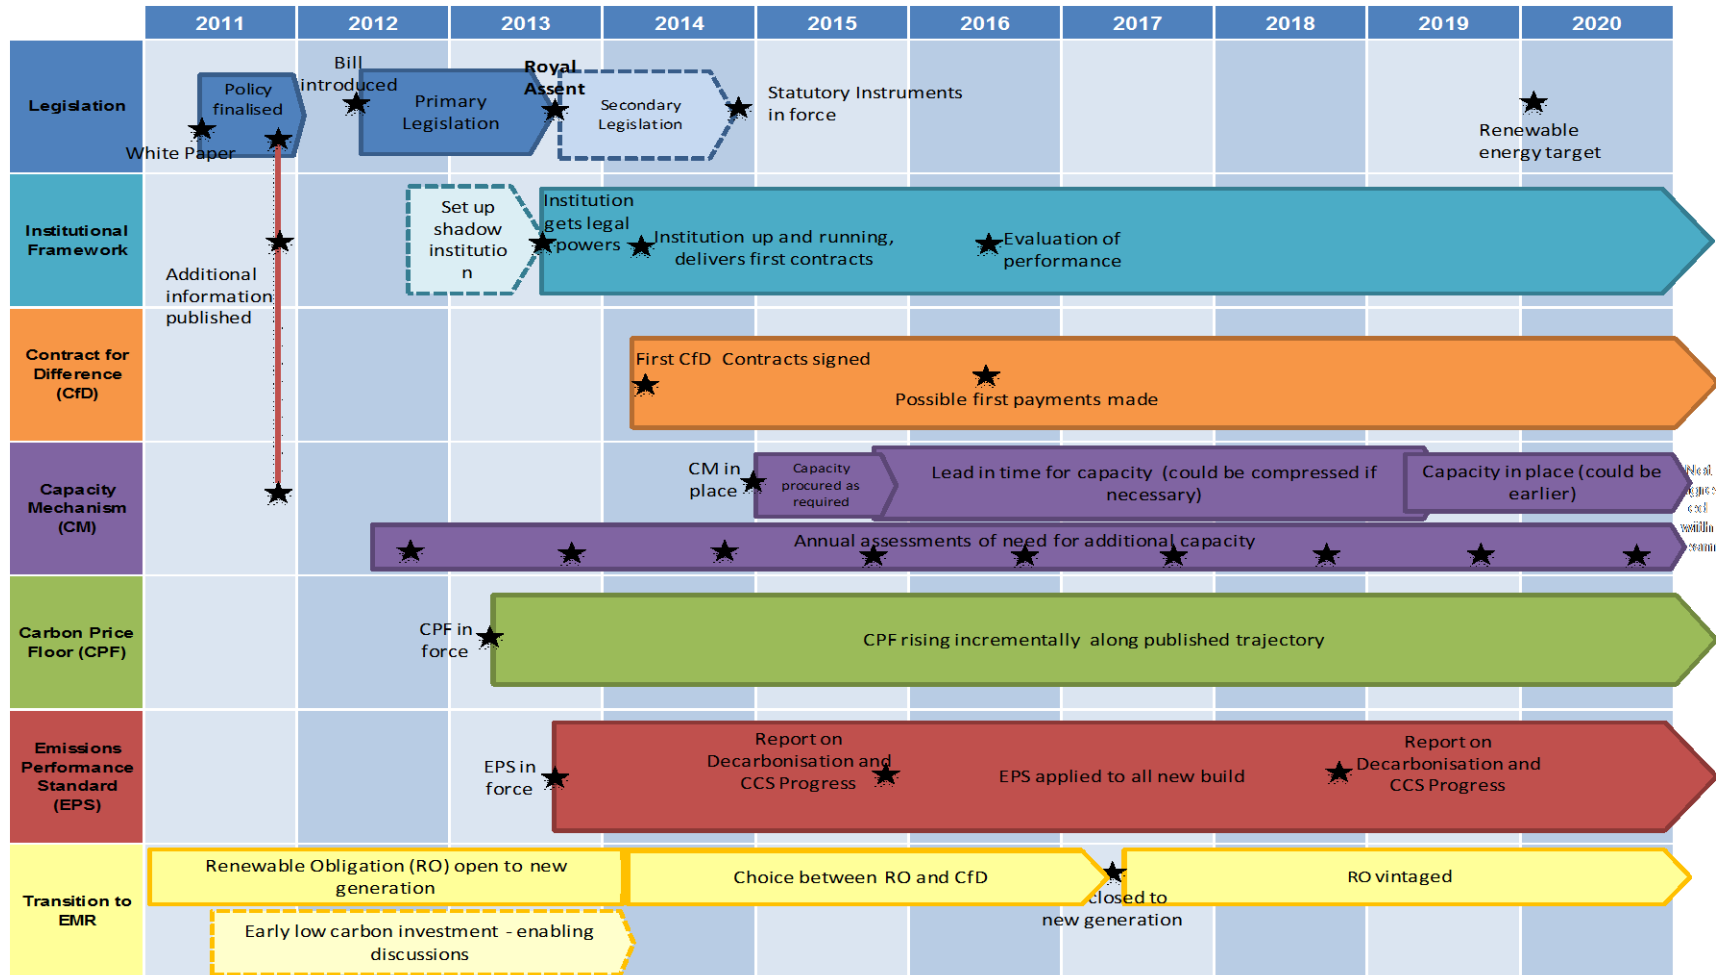 2011 2012 2013 2014 2015 2016 2017 2018 2019 2020
Legislation
Policy
finalised
White Paper
Bill
introduced
Primary
Legislation
Royal
Assent
Secondary
Legislation
Statutory Instruments
in force
Renewable
energy target
Institutional
Framework
Additional
information
published
Set up
shadow
institutio
n
Institution
gets legal
powers
Institution up and running,
delivers first contracts
Evaluation of
performance
Contract for
Difference
(CfD)
First CfD Contracts signed
Possible first payments made
Capacity
Mechanism
(CM)
CM in
place
Capacity
procured as
required
Lead in time for capacity (could be compressed if
necessary)
Capacity in place (could be
earlier)
Annual assessments of need for additional capacity
Carbon Price
Floor (CPF)
CPF in
force
CPF rising incrementally along published trajectory
Emissions
Performance
Standard
(EPS)
EPS in
force
Report on
Decarbonisation and
CCS Progress
EPS applied to all new build
Report on
Decarbonisation and
CCS Progress
Transition to
EMR
Renewable Obligation (RO) open to new
generation
Choice between RO and CfD
closed to
new generation
RO vintaged
Early low carbon investment - enabling
discussions